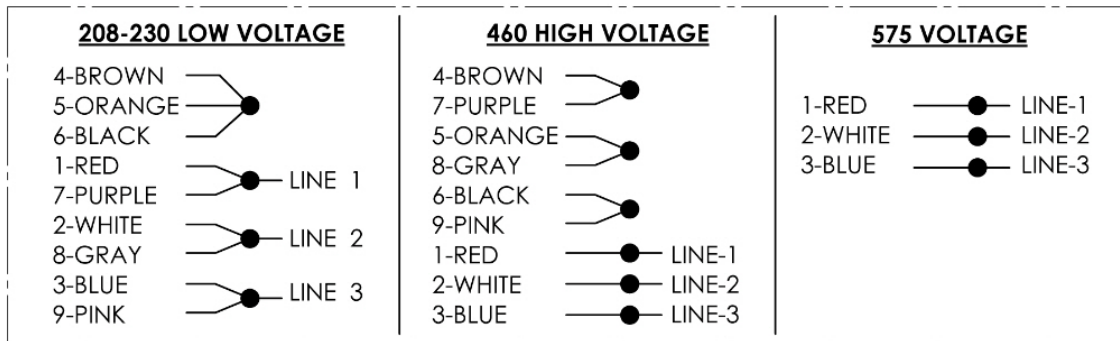 208-230 LOW VOLTAGE
4-BROWN
5-ORANGE
6-BLACK
1-RED
7-PURPLE
LINE 1
2-WHITE
8-GRAY
LINE 2
3-BLUE
9-PINK
LINE 3
460 HIGH VOLTAGE
4-BROWN
7-PURPLE
5-ORANGE
8-GRAY
6-BLACK
9-PINK
1-RED LINE-1
2-WHITE LINE-2
3-BLUE LINE-3
575 VOLTAGE
1-RED LINE-1
2-WHITE LINE-2
3-BLUE LINE-3